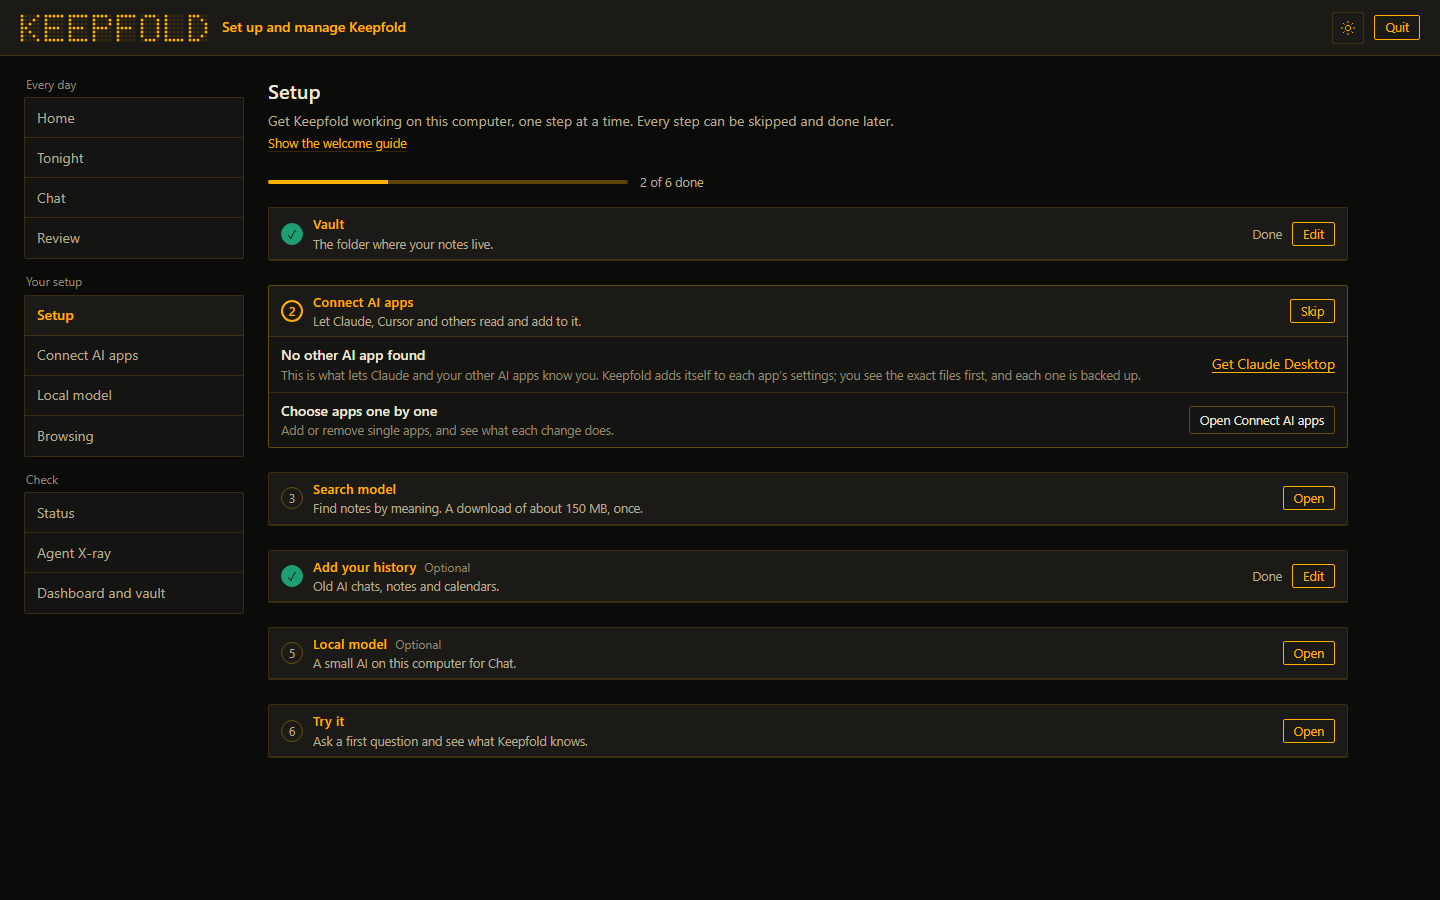 KEEPFOLD
Set up and manage Keepfold
Quit
Every day
Home
Tonight
Chat
Review
Your setup
Setup
Connect AI apps
Local model
Browsing
Check
Status
Agent X-ray
Dashboard and vault
Setup
Get Keepfold working on this computer, one step at a time. Every step can be skipped and done later.
Show the welcome guide
2 of 6 done
Vault
The folder where your notes live.
Done
Edit
2
Connect AI apps
Let Claude, Cursor and others read and add to it.
Skip
No other AI app found
This is what lets Claude and your other AI apps know you. Keepfold adds itself to each app's settings; you see the exact files first, and each one is backed up.
Get Claude Desktop
Choose apps one by one
Add or remove single apps, and see what each change does.
Open Connect AI apps
3
Search model
Find notes by meaning. A download of about 150 MB, once.
Open
Add your history Optional
Old AI chats, notes and calendars.
Done
Edit
5
Local model Optional
A small AI on this computer for Chat.
Open
6
Try it
Ask a first question and see what Keepfold knows.
Open